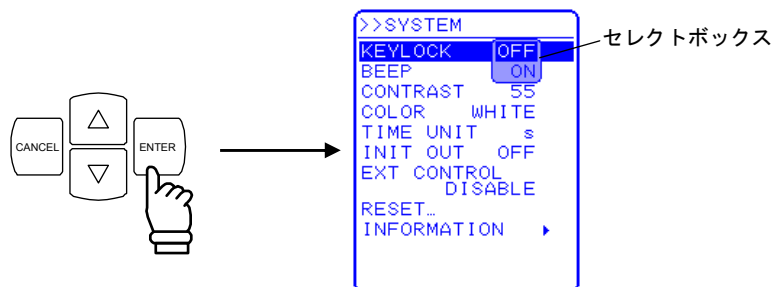 CANCEL
ENTER
>>SYSTEM
KEYLOCK OFF
BEEP ON
CONTRAST 55
COLOR WHITE
TIME UNIT s
INIT OUT OFF
EXT CONTROL
DISABLE
RESET…
INFORMATION
セレクトボックス